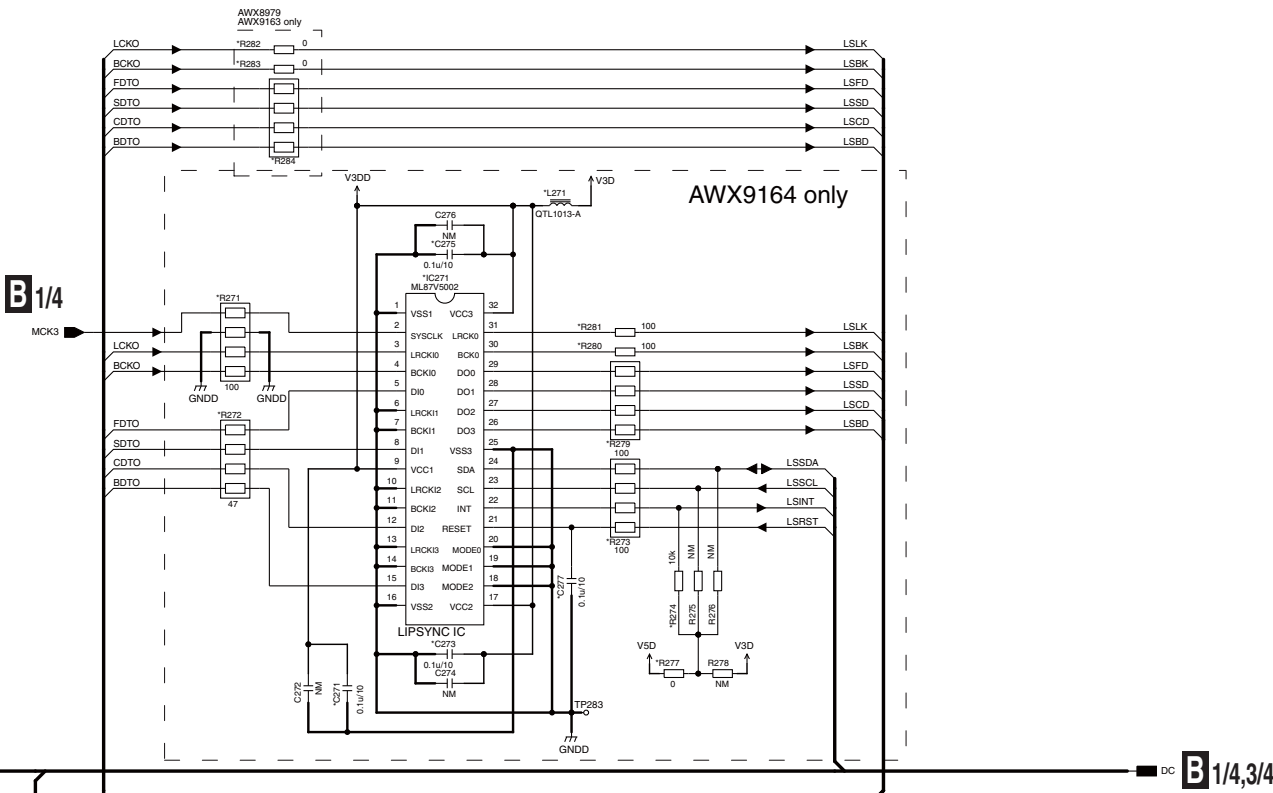 AWX8979
AWX9163 only
LCKO *R282 0 LSLK
BCKO *R283 0 LSBK
FDTO LSFD
SDTO LSSD
CDTO LSCD
BDTO LSBD
*R284
V3DD
*L271
V3D
QTL1013-A
AWX9164 only
C276
NM
*C275
0.1u/10
*IC271
ML87V5002
B 1/4
MCK3
*R271
LCKO
BCKO
100
GNDD GNDD
*R272
FDTO
SDTO
CDTO
BDTO
47
1 VSS1 VCC3 32
2 SYSCLK LRCK0 31
3 LRCKI0 BCK0 30
4 BCKI0 DO0 29
5 DI0 DO1 28
6 LRCKI1 DO2 27
7 BCKI1 DO3 26
8 DI1 VSS3 25
9 VCC1 SDA 24
10 LRCKI2 SCL 23
11 BCKI2 INT 22
12 DI2 RESET 21
13 LRCKI3 MODE0 20
14 BCKI3 MODE1 19
15 DI3 MODE2 18
16 VSS2 VCC2 17
LIPSYNC IC
*R281 100 LSLK
*R280 100 LSBK
LSFD
LSSD
LSCD
LSBD
*R279
100
LSSDA
LSSCL
LSINT
LSRST
*R273
100
*C277
0.1u/10
10k NM NM
*R274 R275 R276
V5D V3D
*R277 R278
0 NM
*C273
0.1u/10
C274
NM
C272
NM
*C271
0.1u/10
TP283
GNDD
DC B 1/4,3/4